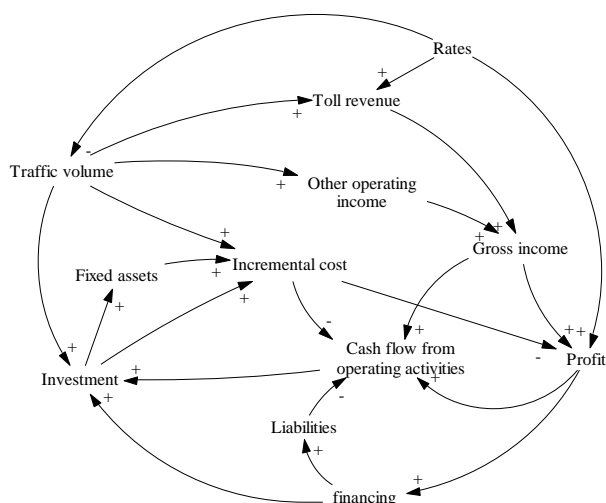 Rates
+
Toll revenue
+
-
Traffic volume
+
Other operating
income
+ +
Gross income
+
Incremental cost
Fixed assets
+
+
+
-
+
+ +
+
-
Cash flow from
operating activities
Profit
+
Investment
+
+
+
-
Liabilities
+
+
financing